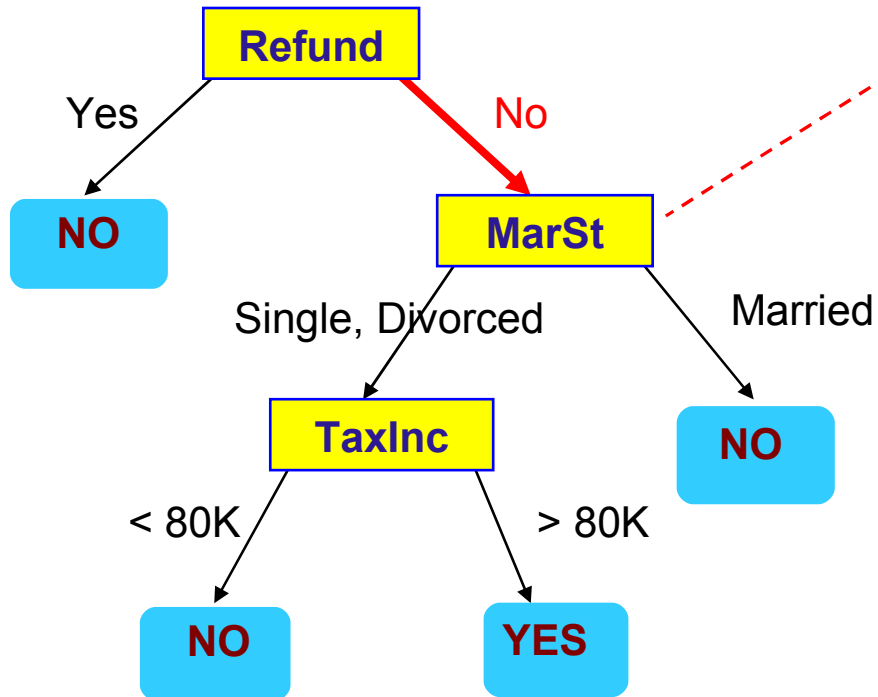 Refund
Yes
No
NO
MarSt
Single, Divorced
Married
TaxInc
NO
< 80K
> 80K
NO
YES